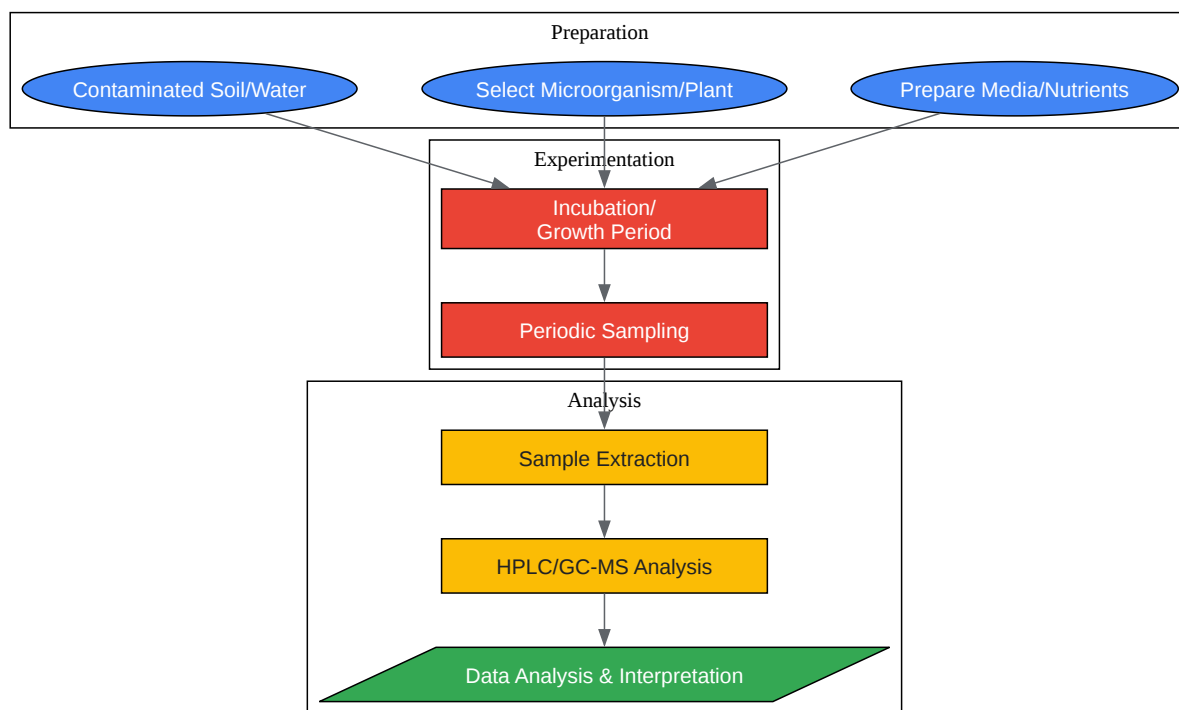 Preparation
Contaminated Soil/Water
Select Microorganism/Plant
Prepare Media/Nutrients
Experimentation
Incubation/
Growth Period
Periodic Sampling
Analysis
Sample Extraction
HPLC/GC-MS Analysis
Data Analysis & Interpretation